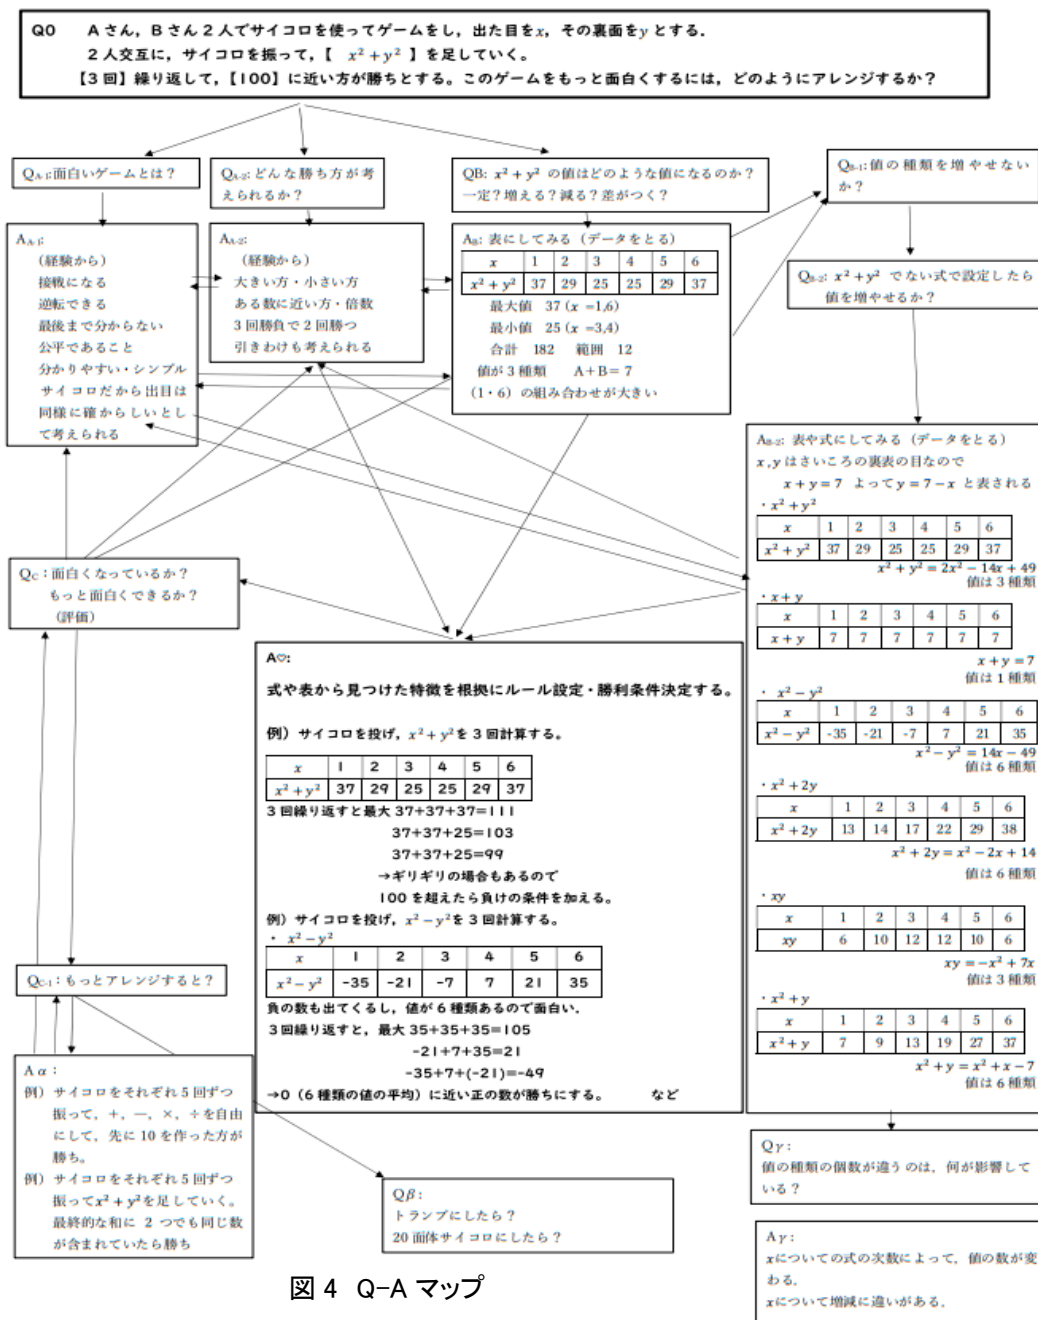 Q0 Aさん，Bさん2人でサイコロを使ってゲームをし，出た目をx，その裏面をyとする．
2人交互に，サイコロを振って，【 x² + y² 】を足していく。
【3回】繰り返して，【100】に近い方が勝ちとする。このゲームをもっと面白くするには，どのようにアレンジするか？
QA-1:面白いゲームとは？
QA-2:どんな勝ち方が考
えられるか？
QB: x² + y² の値はどのような値になるのか？
一定？増える？減る？差がつく？
QB-1:値の種類を増やせない
か？
AA-1:
（経験から）
接戦になる
逆転できる
最後まで分からない
公平であること
分かりやすい・シンプル
サイコロだから出目は
同様に確からしいとし
て考えられる
AA-2:
（経験から）
大きい方・小さい方
ある数に近い方・倍数
3回勝負で2回勝つ
引きわけも考えられる
AB: 表にしてみる（データをとる）
x 1 2 3 4 5 6
x² + y² 37 29 25 25 29 37
最大値 37 (x =1,6)
最小値 25 (x =3,4)
合計 182 範囲 12
値が3種類 A+B= 7
（1・6）の組み合わせが大きい
QB-2: x² + y² でない式で設定したら
値を増やせるか？
AB-2: 表や式にしてみる（データをとる）
x , y はさいころの裏表の目なので
x + y = 7 よって y = 7 − x と表される
・x² + y²
x 1 2 3 4 5 6
x² + y² 37 29 25 25 29 37
x² + y² = 2x² − 14x + 49
値は3種類
・x + y
x 1 2 3 4 5 6
x + y 7 7 7 7 7 7
x + y = 7
値は1種類
・ x² − y²
x 1 2 3 4 5 6
x² − y² -35 -21 -7 7 21 35
x² − y² = 14x − 49
値は6種類
・x² + 2y
x 1 2 3 4 5 6
x² + 2y 13 14 17 22 29 38
x² + 2y = x² − 2x + 14
値は6種類
・xy
x 1 2 3 4 5 6
xy 6 10 12 12 10 6
xy = −x² + 7x
値は3種類
・x² + y
x 1 2 3 4 5 6
x² + y 7 9 13 19 27 37
x² + y = x² + x − 7
値は6種類
QC：面白くなっているか？
もっと面白くできるか？
（評価）
A♡:
式や表から見つけた特徴を根拠にルール設定・勝利条件決定する。
例）サイコロを投げ，x² + y²を3回計算する。
x 1 2 3 4 5 6
x² + y² 37 29 25 25 29 37
3回繰り返すと最大 37+37+37=111
37+37+25=103
37+37+25=99
→ギリギリの場合もあるので
100を超えたら負けの条件を加える。
例）サイコロを投げ，x² − y²を3回計算する。
・ x² − y²
x 1 2 3 4 5 6
x² − y² -35 -21 -7 7 21 35
負の数も出てくるし，値が6種類あるので面白い．
3回繰り返すと，最大 35+35+35=105
-21+7+35=21
-35+7+(-21)=-49
→0（6種類の値の平均）に近い正の数が勝ちにする。 など
QC-1：もっとアレンジすると？
Aα：
例）サイコロをそれぞれ5回ずつ
振って，＋，－，×，÷を自由
にして，先に10を作った方が
勝ち。
例）サイコロをそれぞれ5回ずつ
振ってx² + y²を足していく。
最終的な和に 2つでも同じ数
が含まれていたら勝ち
Qβ：
トランプにしたら？
20面体サイコロにしたら？
Qγ：
値の種類の個数が違うのは，何が影響して
いる？
Aγ：
xについての式の次数によって，値の数が変
わる．
xについて増減に違いがある．
図 4 Q-A マップ